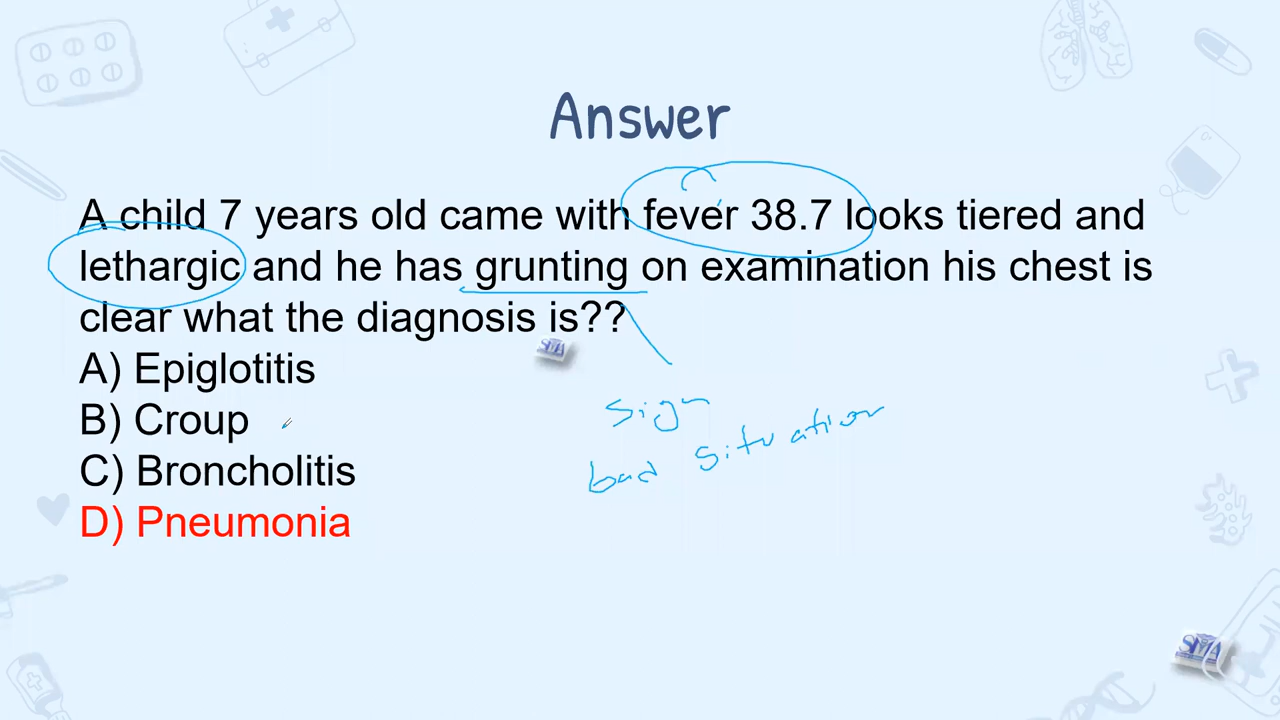 Answer
A child 7 years old came with fever 38.7 looks tiered and
lethargic and he has grunting on examination his chest is
clear what the diagnosis is??
A) Epiglotitis
B) Croup
C) Broncholitis
D) Pneumonia
sign
bad situation
SMA